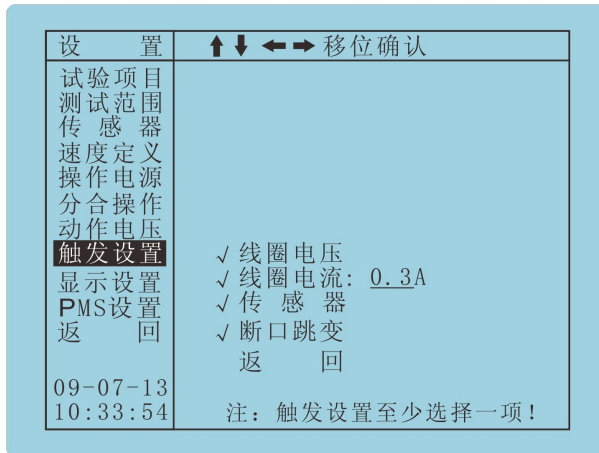 设 置
↑↓←→移位确认
试验项目
测试范围
传 感 器
速度定义
操作电源
分合操作
动作电压
触发设置
显示设置
PMS设置
返 回
09-07-13
10:33:54
√线圈电压
√线圈电流: 0.3A
√传 感 器
√断口跳变
返 回
注: 触发设置至少选择一项!